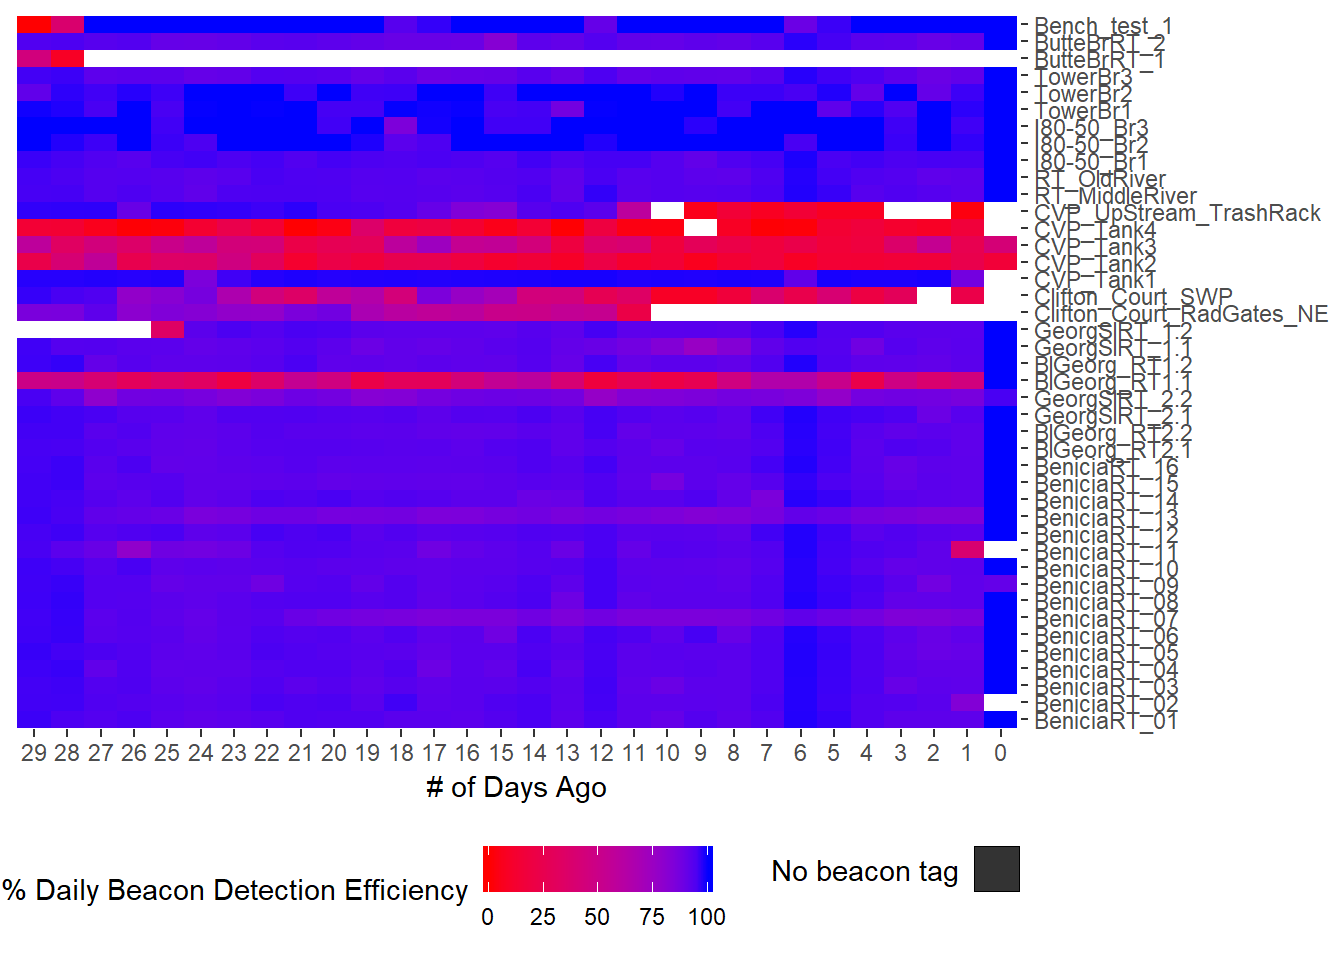 Bench_test_1
ButteBrRT_2
ButteBrRT_1
TowerBr3
TowerBr2
TowerBr1
I80-50_Br3
I80-50_Br2
I80-50_Br1
RT_OldRiver
RT_MiddleRiver
CVP_UpStream_TrashRack
CVP_Tank4
CVP_Tank3
CVP_Tank2
CVP_Tank1
Clifton_Court_SWP
Clifton_Court_RadGates_NE
GeorgSlRT_1.2
GeorgSlRT_1.1
BlGeorg_RT1.2
BlGeorg_RT1.1
GeorgSlRT_2.2
GeorgSlRT_2.1
BlGeorg_RT2.2
BlGeorg_RT2.1
BeniciaRT_16
BeniciaRT_15
BeniciaRT_14
BeniciaRT_13
BeniciaRT_12
BeniciaRT_11
BeniciaRT_10
BeniciaRT_09
BeniciaRT_08
BeniciaRT_07
BeniciaRT_06
BeniciaRT_05
BeniciaRT_04
BeniciaRT_03
BeniciaRT_02
BeniciaRT_01
29 28 27 26 25 24 23 22 21 20 19 18 17 16 15 14 13 12 11 10 9 8 7 6 5 4 3 2 1 0
# of Days Ago
% Daily Beacon Detection Efficiency
0 25 50 75 100
No beacon tag